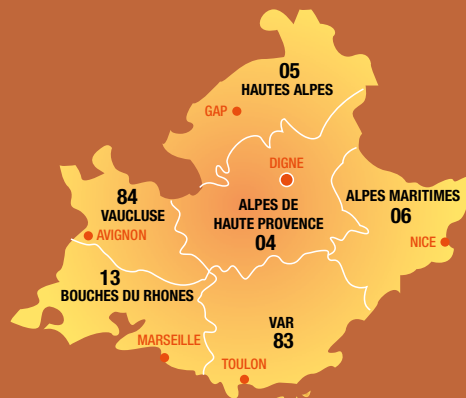 05
HAUTES ALPES
GAP
DIGNE
84
VAUCLUSE
AVIGNON
ALPES DE
HAUTE PROVENCE
04
ALPES MARITIMES
06
NICE
13
BOUCHES DU RHONES
MARSEILLE
VAR
83
TOULON